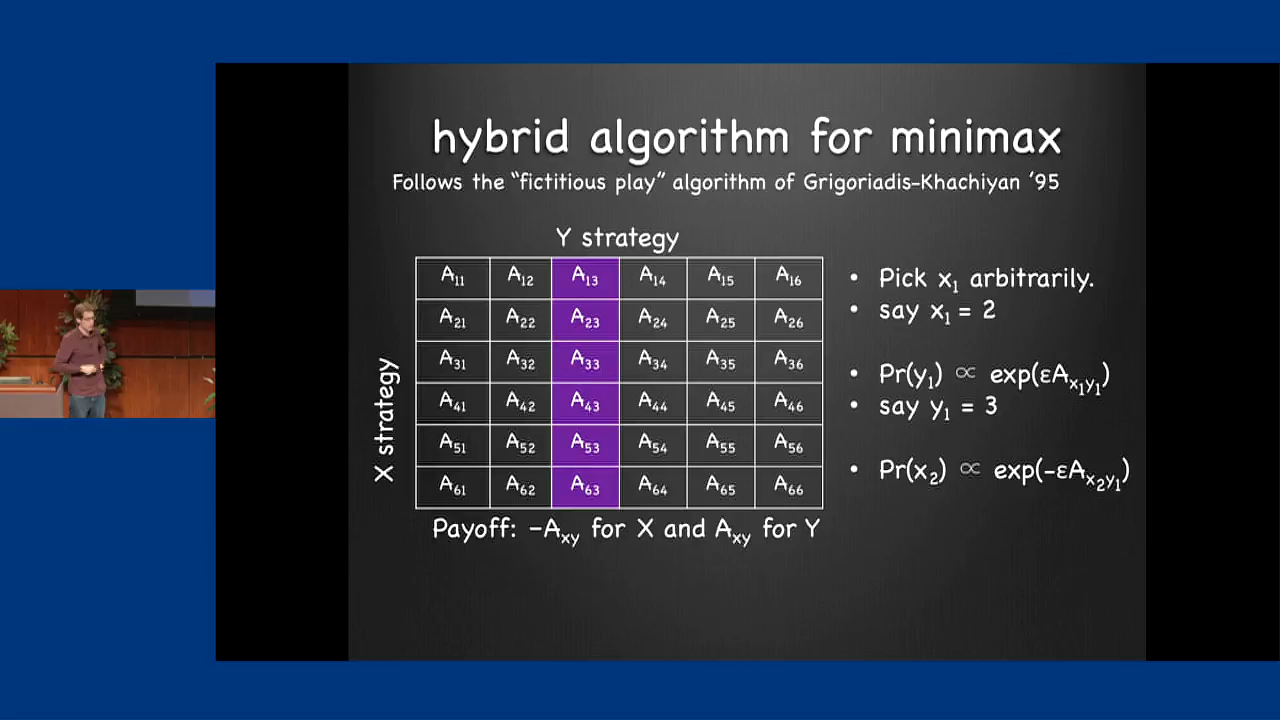 hybrid algorithm for minimax
Follows the “fictitious play” algorithm of Grigoriadis-Khachiyan ‘95
Y strategy
A₁₁ A₁₂ A₁₃ A₁₄ A₁₅ A₁₆
A₂₁ A₂₂ A₂₃ A₂₄ A₂₅ A₂₆
A₃₁ A₃₂ A₃₃ A₃₄ A₃₅ A₃₆
A₄₁ A₄₂ A₄₃ A₄₄ A₄₅ A₄₆
A₅₁ A₅₂ A₅₃ A₅₄ A₅₅ A₅₆
A₆₁ A₆₂ A₆₃ A₆₄ A₆₅ A₆₆
X strategy
Payoff: -A_xy for X and A_xy for Y
• Pick x₁ arbitrarily.
• say x₁ = 2
• Pr(y₁) ∝ exp(εA_x₁y₁)
• say y₁ = 3
• Pr(x₂) ∝ exp(-εA_x₂y₁)